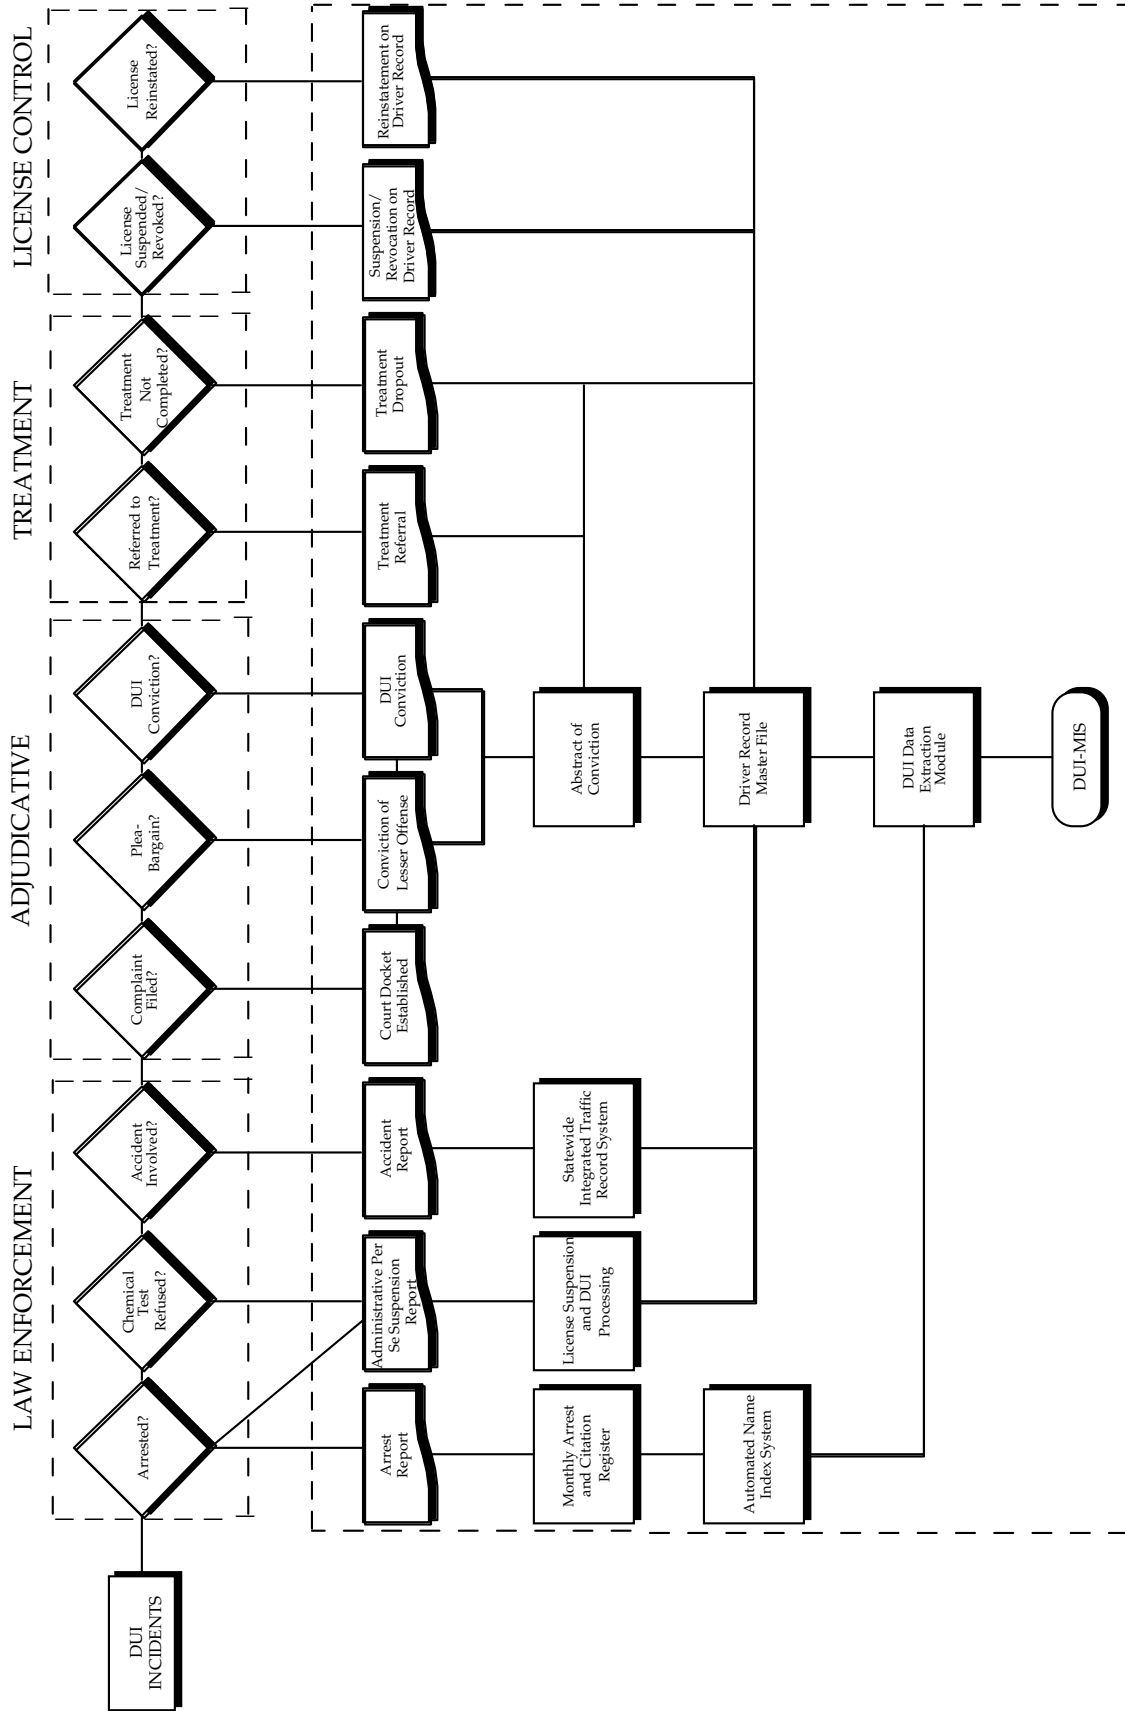 LAW ENFORCEMENT
ADJUDICATIVE
TREATMENT
LICENSE CONTROL
DUI
INCIDENTS
Arrested?
Chemical
Test
Refused?
Accident
Involved?
Complaint
Filed?
Plea-
Bargain?
DUI
Conviction?
Referred to
Treatment?
Treatment
Not
Completed?
License
Suspended/
Revoked?
License
Reinstated?
Arrest
Report
Administrative Per
Se Suspension
Report
Accident
Report
Court Docket
Established
Conviction of
Lesser Offense
DUI
Conviction
Treatment
Referral
Treatment
Dropout
Suspension/
Revocation on
Driver Record
Reinstatement on
Driver Record
Monthly Arrest
and Citation
Register
License Suspension
and DUI
Processing
Statewide
Integrated Traffic
Record System
Abstract of
Conviction
Automated Name
Index System
Driver Record
Master File
DUI Data
Extraction
Module
DUI-MIS